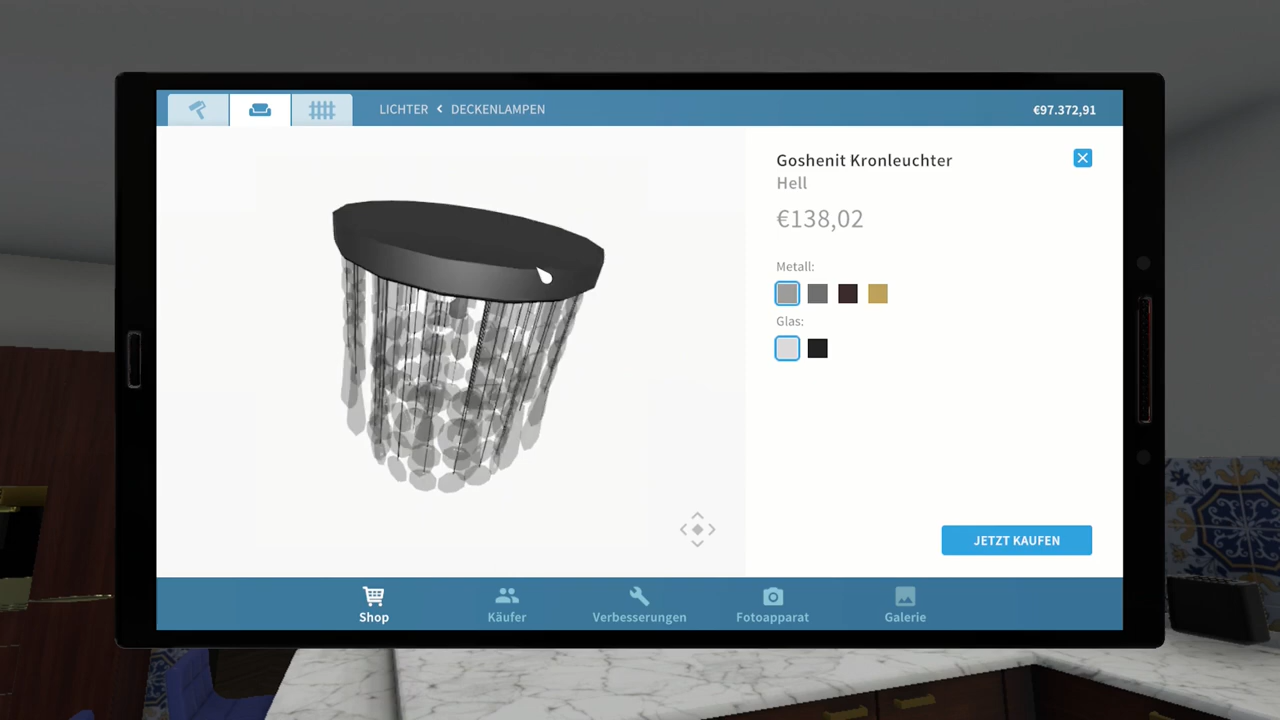 LICHTER < DECKENLAMPEN
€97.372,91
Goshenit Kronleuchter
Hell
€138,02
Metall:
Glas:
JETZT KAUFEN
Shop
Käufer
Verbesserungen
Fotoapparat
Galerie